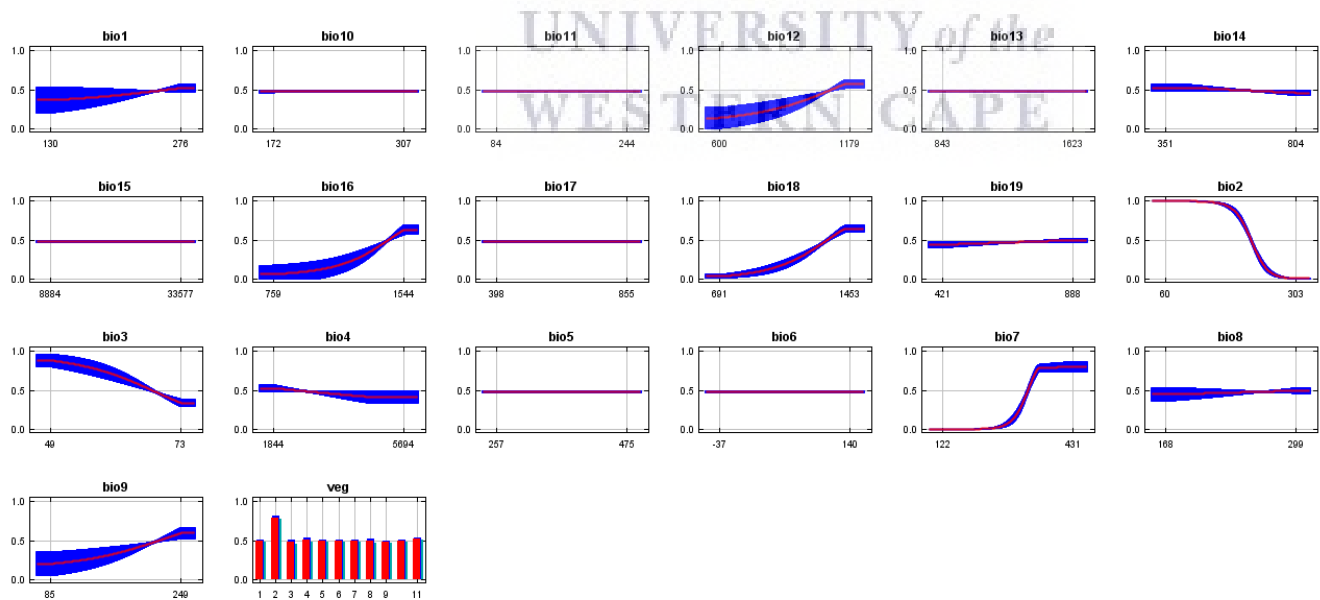 UNIVERSITY of the
WESTERN CAPE
bio1 bio10 bio11 bio12 bio13 bio14
1.0 1.0 1.0 1.0 1.0 1.0
0.5 0.5 0.5 0.5 0.5 0.5
0.0 0.0 0.0 0.0 0.0 0.0
130 276 172 307 84 244 600 1179 843 1623 351 804
bio15 bio16 bio17 bio18 bio19 bio2
1.0 1.0 1.0 1.0 1.0 1.0
0.5 0.5 0.5 0.5 0.5 0.5
0.0 0.0 0.0 0.0 0.0 0.0
8884 33577 759 1544 398 855 691 1453 421 888 60 303
bio3 bio4 bio5 bio6 bio7 bio8
1.0 1.0 1.0 1.0 1.0 1.0
0.5 0.5 0.5 0.5 0.5 0.5
0.0 0.0 0.0 0.0 0.0 0.0
49 73 1844 5694 257 475 -37 140 122 431 168 299
bio9 veg
1.0 1.0
0.5 0.5
0.0 0.0
85 249 1 2 3 4 5 6 7 8 9 11